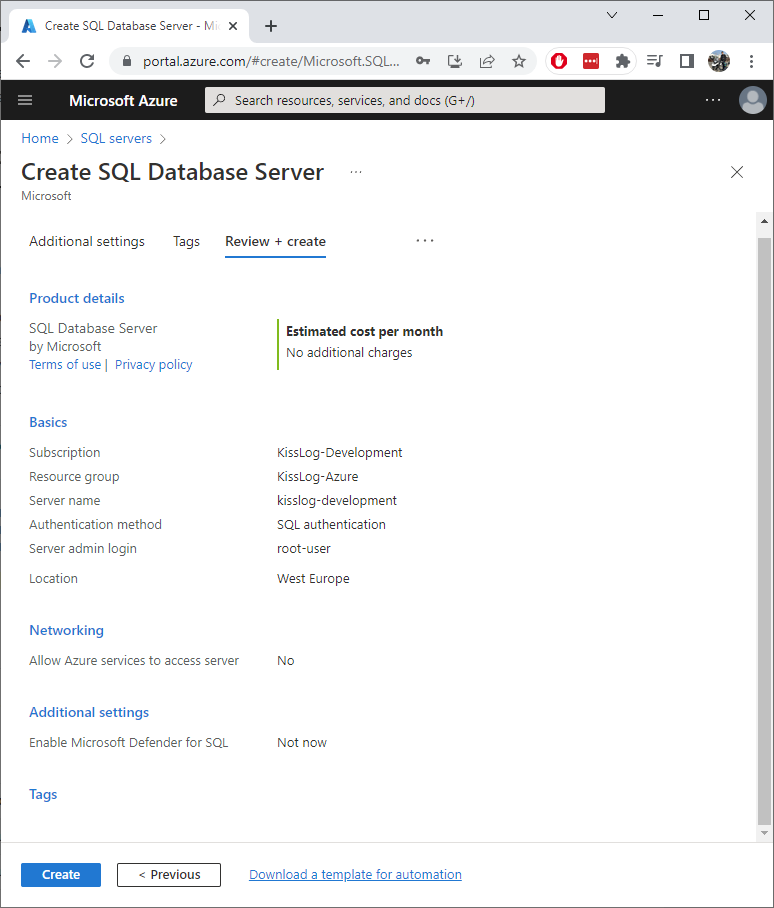 Create SQL Database Server - Mi
portal.azure.com/#create/Microsoft.SQL...
Microsoft Azure
Search resources, services, and docs (G+/)
Home > SQL servers >
Create SQL Database Server ...
Microsoft
Additional settings Tags Review + create ...
Product details
SQL Database Server
by Microsoft
Terms of use | Privacy policy
Estimated cost per month
No additional charges
Basics
Subscription KissLog-Development
Resource group KissLog-Azure
Server name kisslog-development
Authentication method SQL authentication
Server admin login root-user
Location West Europe
Networking
Allow Azure services to access server No
Additional settings
Enable Microsoft Defender for SQL Not now
Tags
Create < Previous Download a template for automation